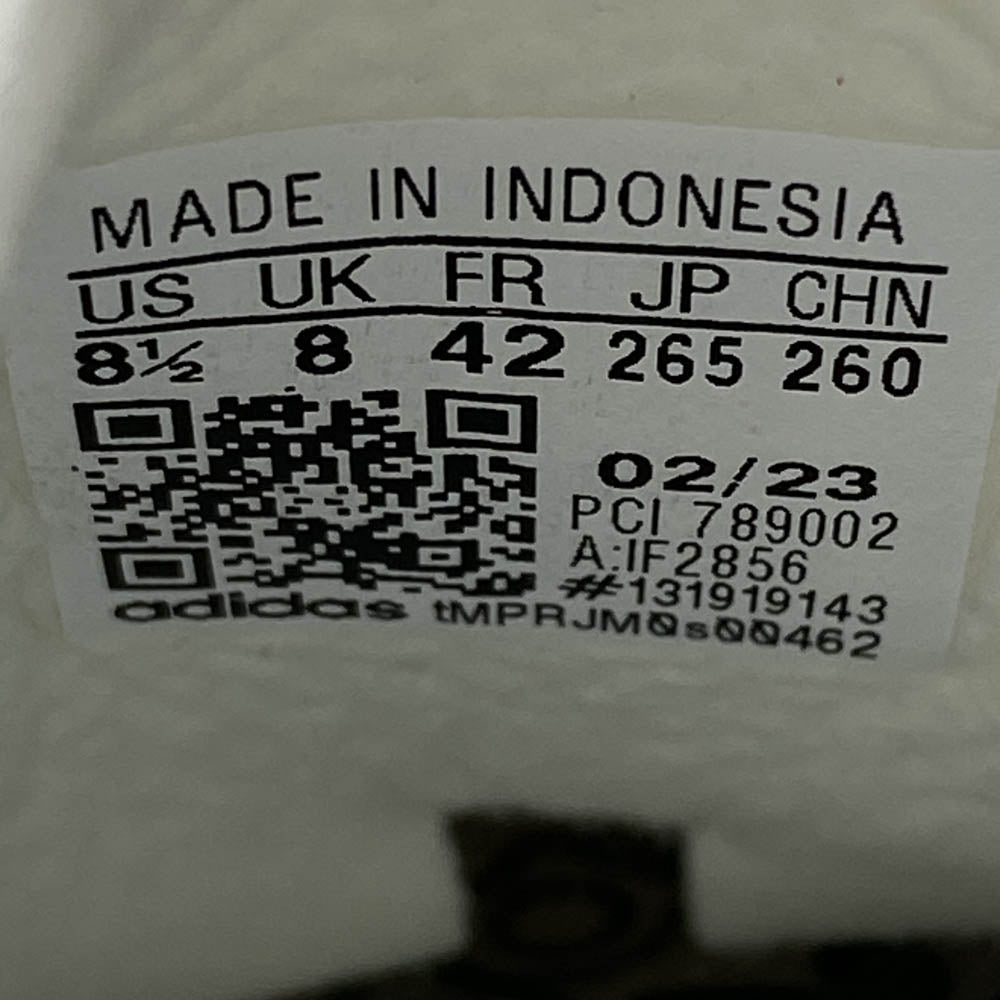 MADE IN INDONESIA
US UK FR JP CHN
8½ 8 42 265 260
02/23
PCI 789002
A:IF2856
#131919143
adidas tMPRJM0s00462